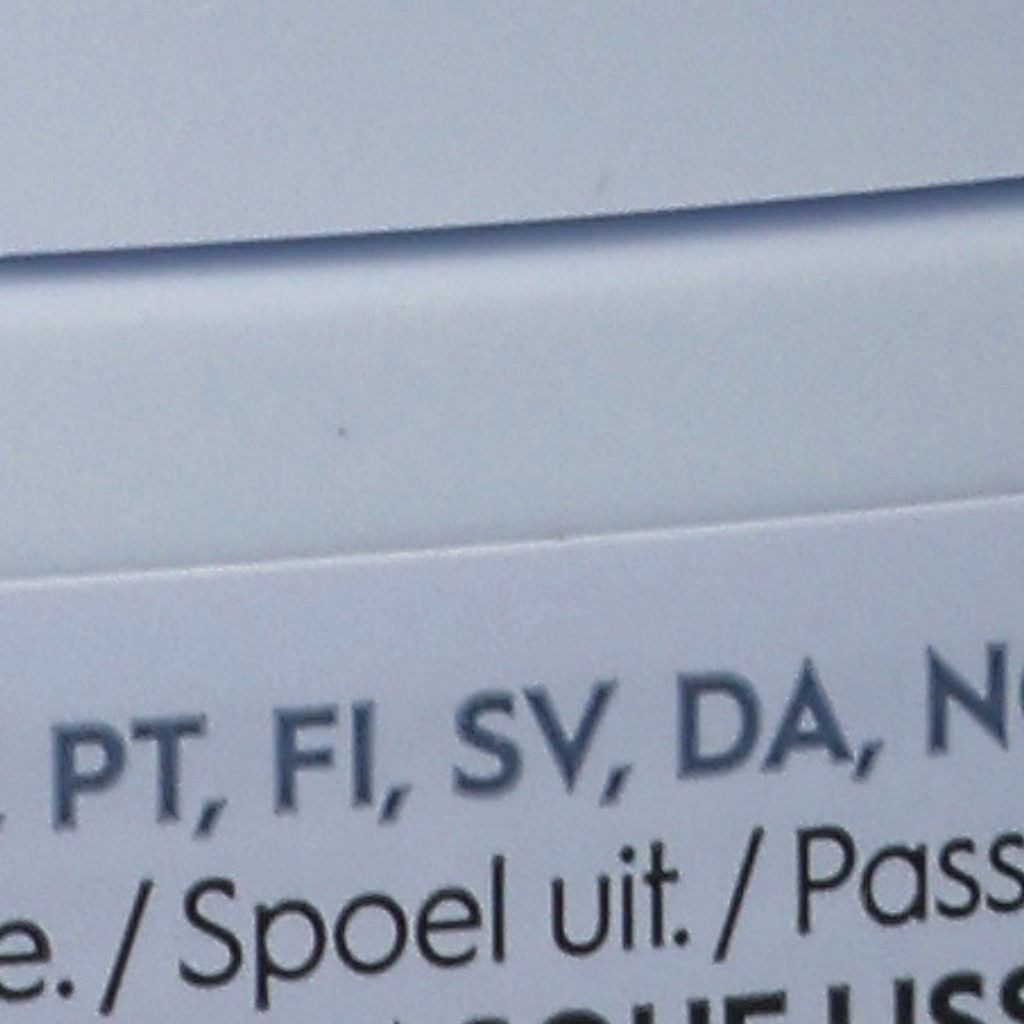 PT, FI, SV, DA,
e. / Spoel uit. / Pass